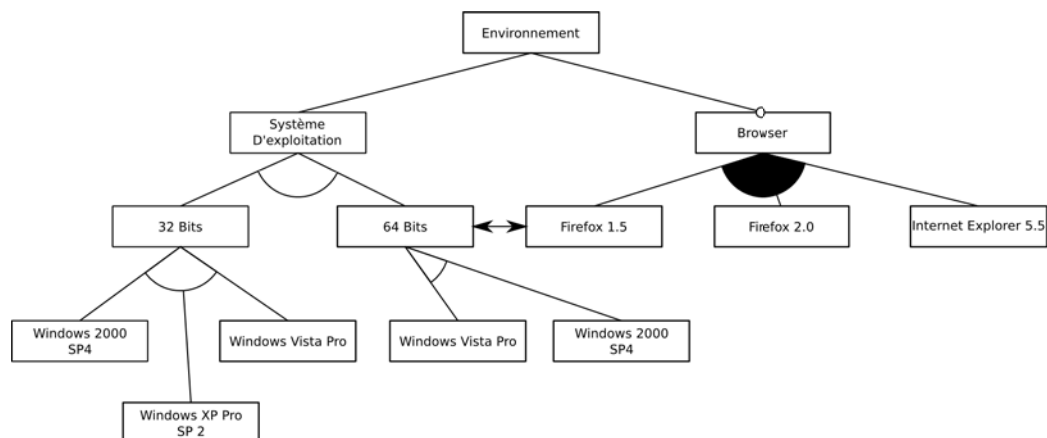 Environnement
Système
D'exploitation
Browser
32 Bits
64 Bits
Firefox 1.5
Firefox 2.0
Internet Explorer 5.5
Windows 2000
SP4
Windows Vista Pro
Windows Vista Pro
Windows 2000
SP4
Windows XP Pro
SP 2